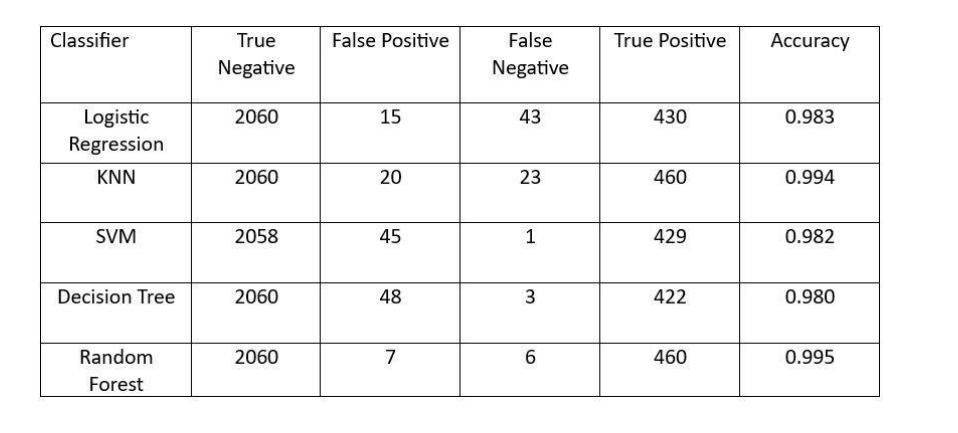 Classifier True Negative False Positive False Negative True Positive Accuracy
Logistic Regression 2060 15 43 430 0.983
KNN 2060 20 23 460 0.994
SVM 2058 45 1 429 0.982
Decision Tree 2060 48 3 422 0.980
Random Forest 2060 7 6 460 0.995